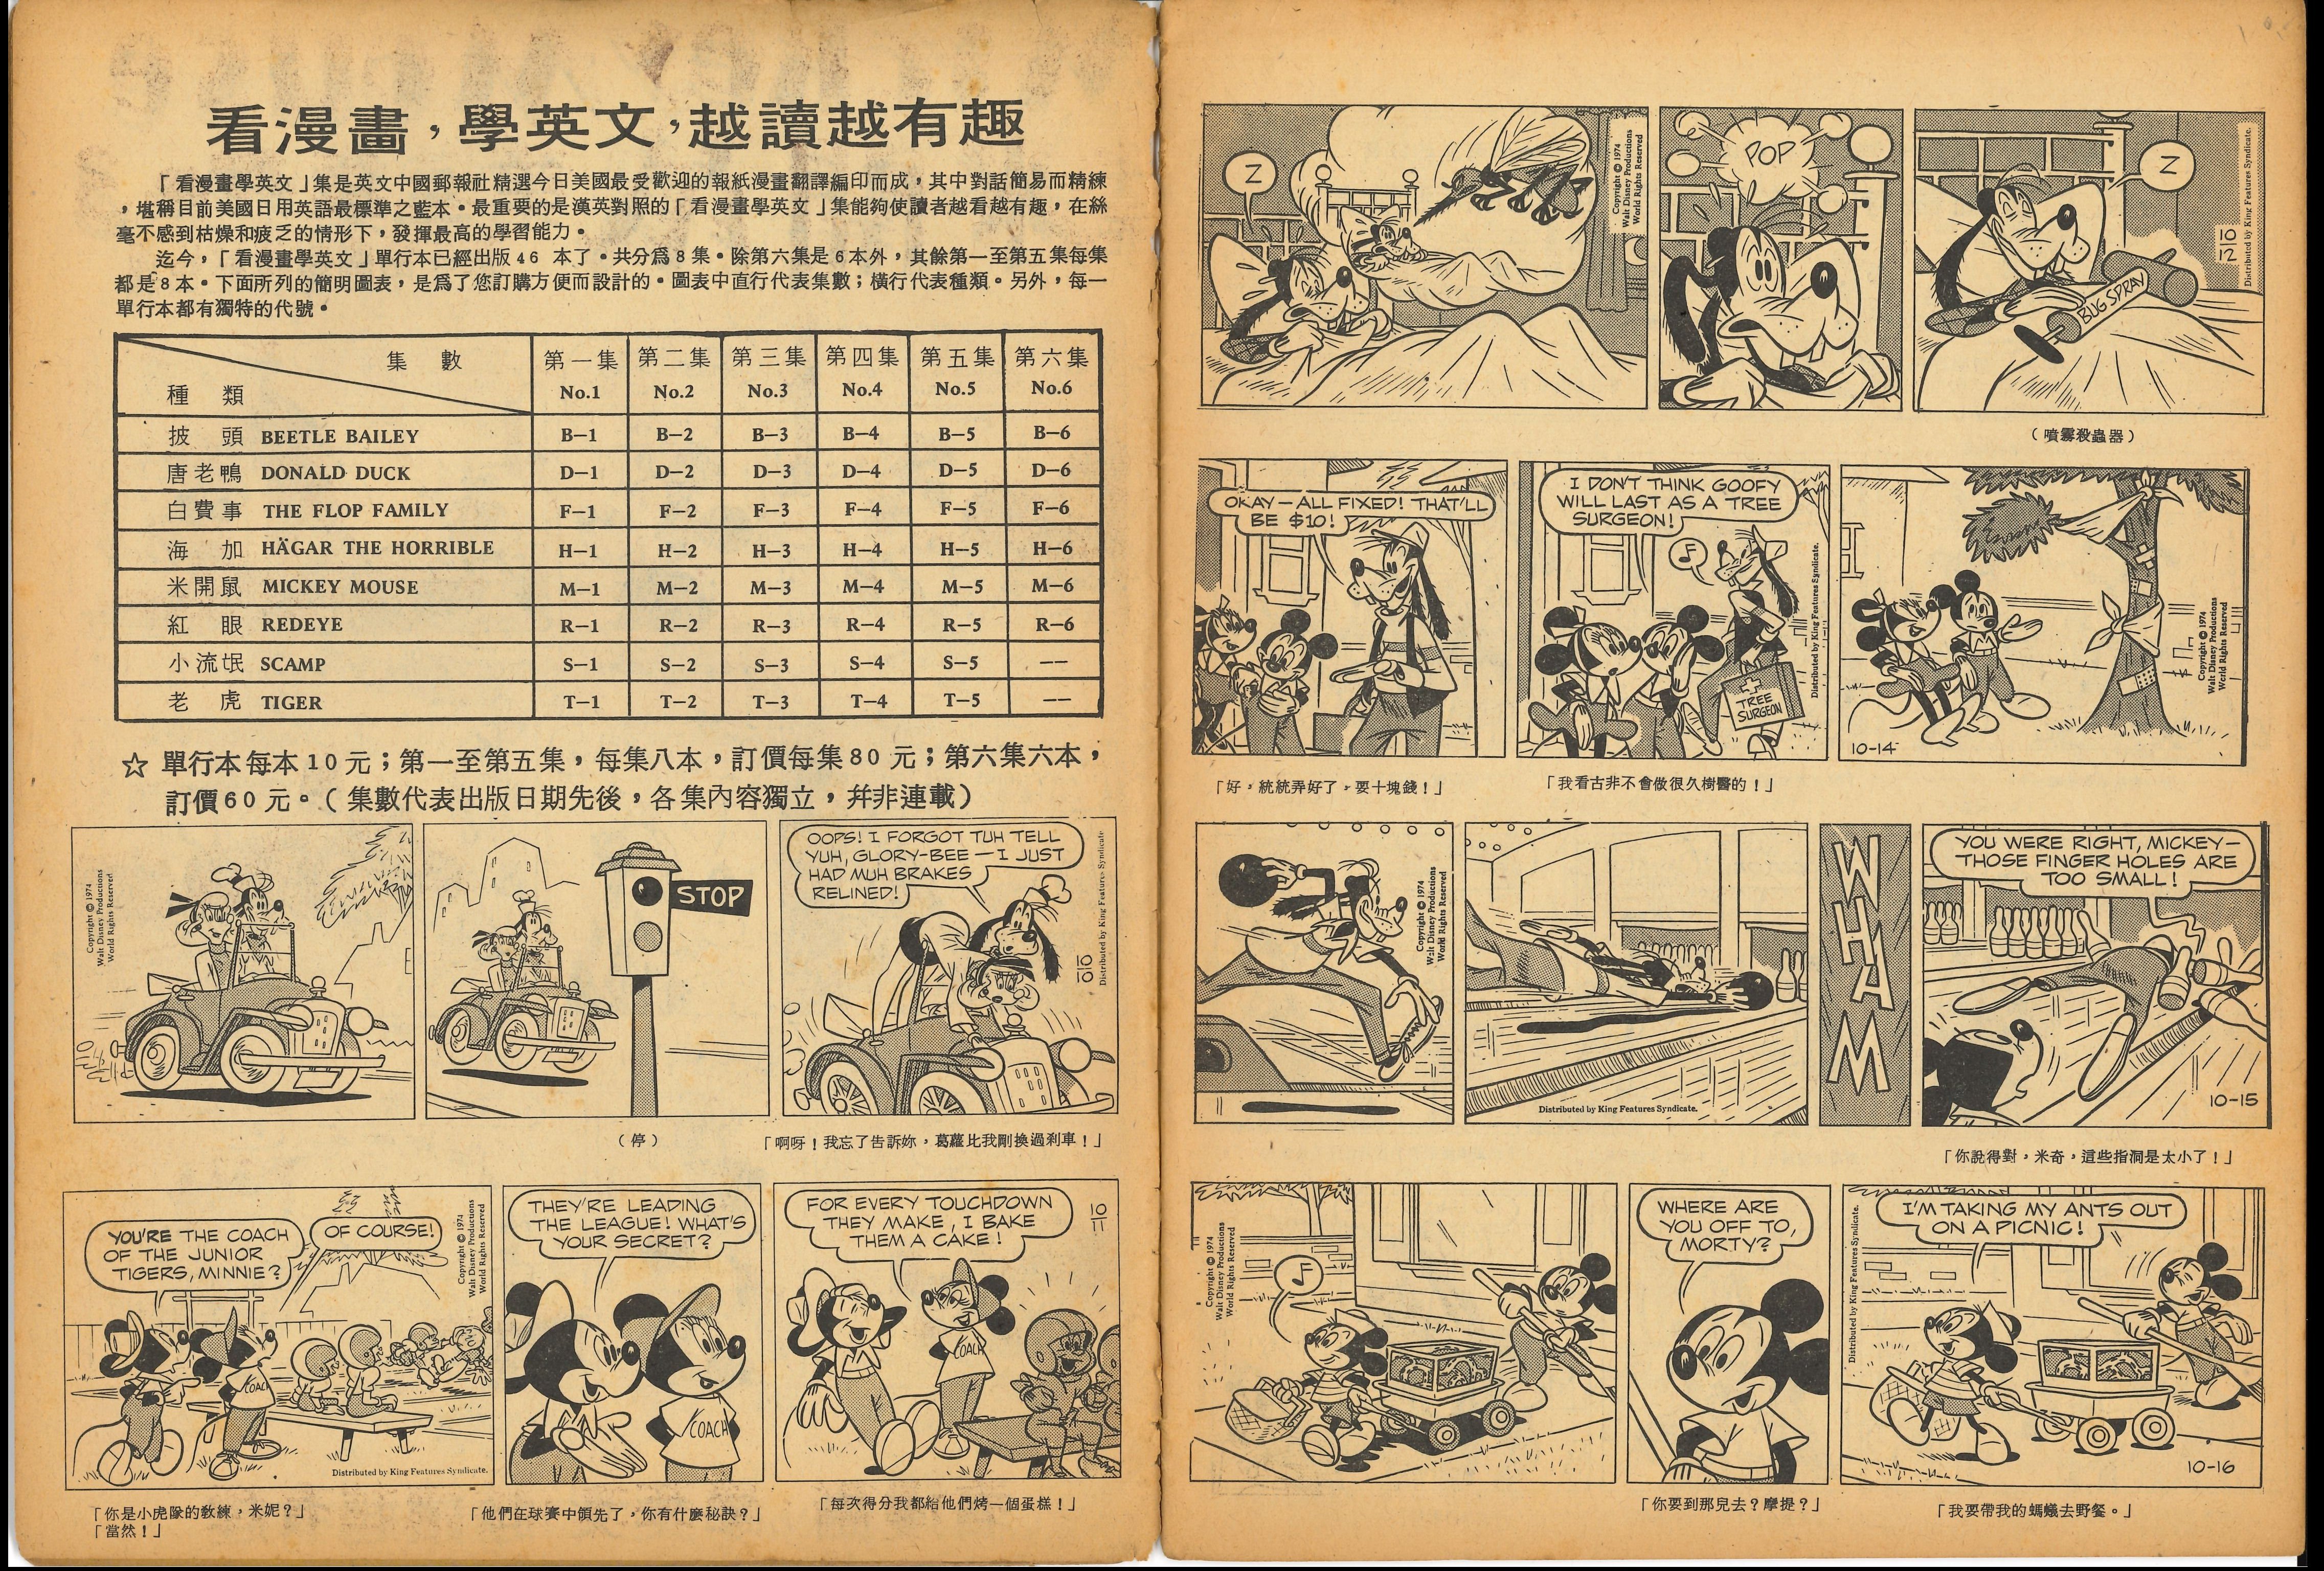 看漫畫，學英文，越讀越有趣
「看漫畫學英文」集是英文中國郵報社精選今日美國最受歡迎的報紙漫畫翻譯編印而成，其中對話簡易而精練
，堪稱目前美國日用英語最標準之藍本。最重要的是漢英對照的「看漫畫學英文」集能夠使讀者越看越有趣，在絲
毫不感到枯燥和疲乏的情形下，發揮最高的學習能力。
迄今，「看漫畫學英文」單行本已經出版46 本了。共分爲8集。除第六集是6本外，其餘第一至第五集每集
都是8本。下面所列的簡明圖表，是爲了您訂購方便而設計的。圖表中直行代表集數；橫行代表種類。另外，每一
單行本都有獨特的代號。
集 數 第一集 第二集 第三集 第四集 第五集 第六集
種 類 No.1 No.2 No.3 No.4 No.5 No.6
披 頭 BEETLE BAILEY B—1 B—2 B—3 B—4 B—5 B—6
唐老鴨 DONALD DUCK D—1 D—2 D—3 D—4 D—5 D—6
白費事 THE FLOP FAMILY F—1 F—2 F—3 F—4 F—5 F—6
海 加 HÄGAR THE HORRIBLE H—1 H—2 H—3 H—4 H—5 H—6
米開鼠 MICKEY MOUSE M—1 M—2 M—3 M—4 M—5 M—6
紅 眼 REDEYE R—1 R—2 R—3 R—4 R—5 R—6
小流氓 SCAMP S—1 S—2 S—3 S—4 S—5 ——
老 虎 TIGER T—1 T—2 T—3 T—4 T—5 ——
☆ 單行本每本10元；第一至第五集，每集八本，訂價每集80 元；第六集六本，
訂價60元。（集數代表出版日期先後，各集內容獨立，幷非連載）
Copyright © 1974
Walt Disney Productions
World Rights Reserved
STOP
OOPS! I FORGOT TUH TELL
YUH, GLORY-BEE — I JUST
HAD MUH BRAKES
RELINED!
10
10
Distributed by King Features Syndicate.
（停）
「啊呀！我忘了告訴妳，葛蘿比我剛換過刹車！」
YOU'RE THE COACH
OF THE JUNIOR
TIGERS, MINNIE?
OF COURSE!
COACH
Copyright © 1974
Walt Disney Productions
World Rights Reserved
Distributed by King Features Syndicate.
THEY'RE LEADING
THE LEAGUE! WHAT'S
YOUR SECRET?
COACH
FOR EVERY TOUCHDOWN
THEY MAKE, I BAKE
THEM A CAKE!
COACH
10
11
「你是小虎隊的敎練，米妮？」
「當然！」
「他們在球賽中領先了，你有什麼秘訣？」
「每次得分我都給他們烤一個蛋糕！」
Z
Copyright © 1974
Walt Disney Productions
World Rights Reserved
POP
Z
BUG SPRAY
10
12
Distributed by King Features Syndicate.
（噴霧殺蟲器）
OKAY — ALL FIXED! THAT'LL
BE $10!
I DON'T THINK GOOFY
WILL LAST AS A TREE
SURGEON!
TREE
SURGEON
Distributed by King Features Syndicate.
10-14
Copyright © 1974
Walt Disney Productions
World Rights Reserved
「好，統統弄好了，要十塊錢！」
「我看古非不會做很久樹醫的！」
Copyright © 1974
Walt Disney Productions
World Rights Reserved
Distributed by King Features Syndicate.
WHAM
YOU WERE RIGHT, MICKEY—
THOSE FINGER HOLES ARE
TOO SMALL!
10-15
「你說得對，米奇，這些指洞是太小了！」
Copyright © 1974
Walt Disney Productions
World Rights Reserved
WHERE ARE
YOU OFF TO,
MORTY?
I'M TAKING MY ANTS OUT
ON A PICNIC!
Distributed by King Features Syndicate.
10-16
「你要到那兒去？摩提？」
「我要帶我的螞蟻去野餐。」